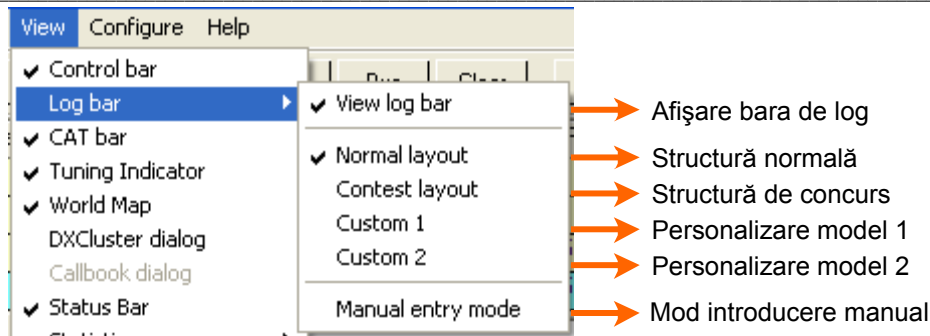 View Configure Help
Control bar
Log bar
CAT bar
Tuning Indicator
World Map
DXCluster dialog
Callbook dialog
Status Bar
View log bar
Normal layout
Contest layout
Custom 1
Custom 2
Manual entry mode
Afişare bara de log
Structură normală
Structură de concurs
Personalizare model 1
Personalizare model 2
Mod introducere manual